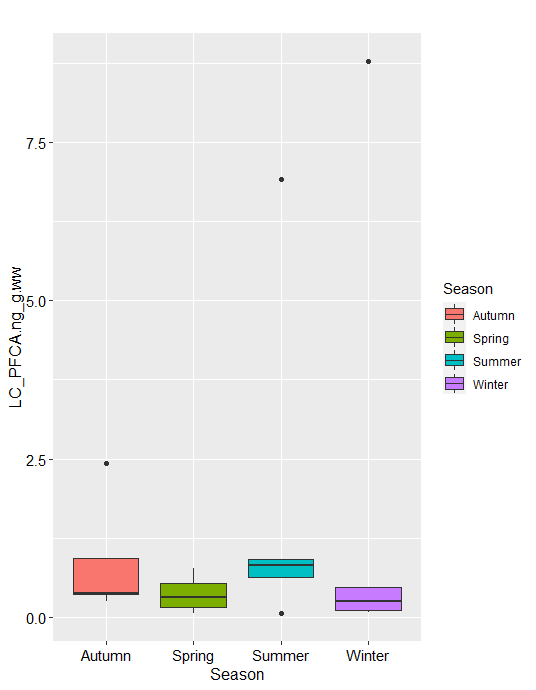 LC_PFCA.ng_g.ww
7.5
5.0
2.5
0.0
Autumn Spring Summer Winter
Season
Season
Autumn
Spring
Summer
Winter